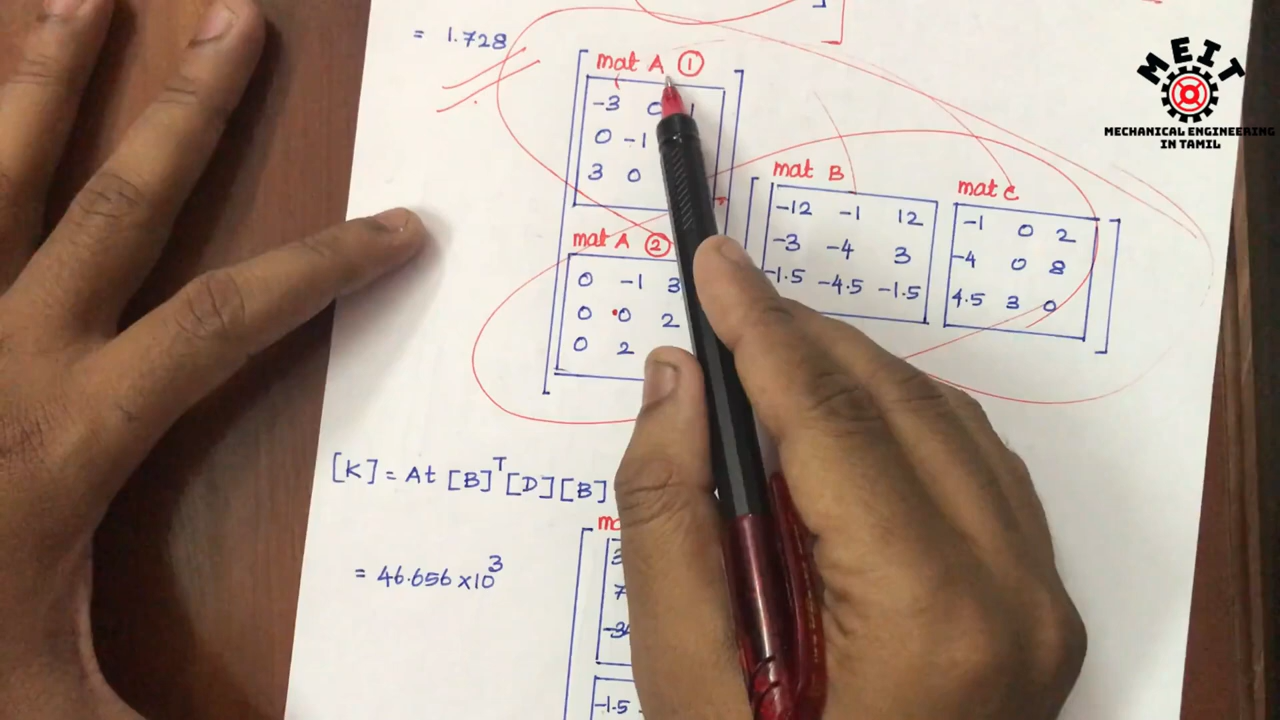 = 1.728
mat A ①
-3 0 1
0 -1
3 0
mat A ②
0 -1 3
0 0 2
0 2
mat B
-12 -1 12
-3 -4 3
-1.5 -4.5 -1.5
mat C
-1 0 2
-4 0 8
4.5 3 0
[K] = At [B]ᵀ [D] [B]
= 46.656 × 10³
-1.5
MEIT
MECHANICAL ENGINEERING
IN TAMIL